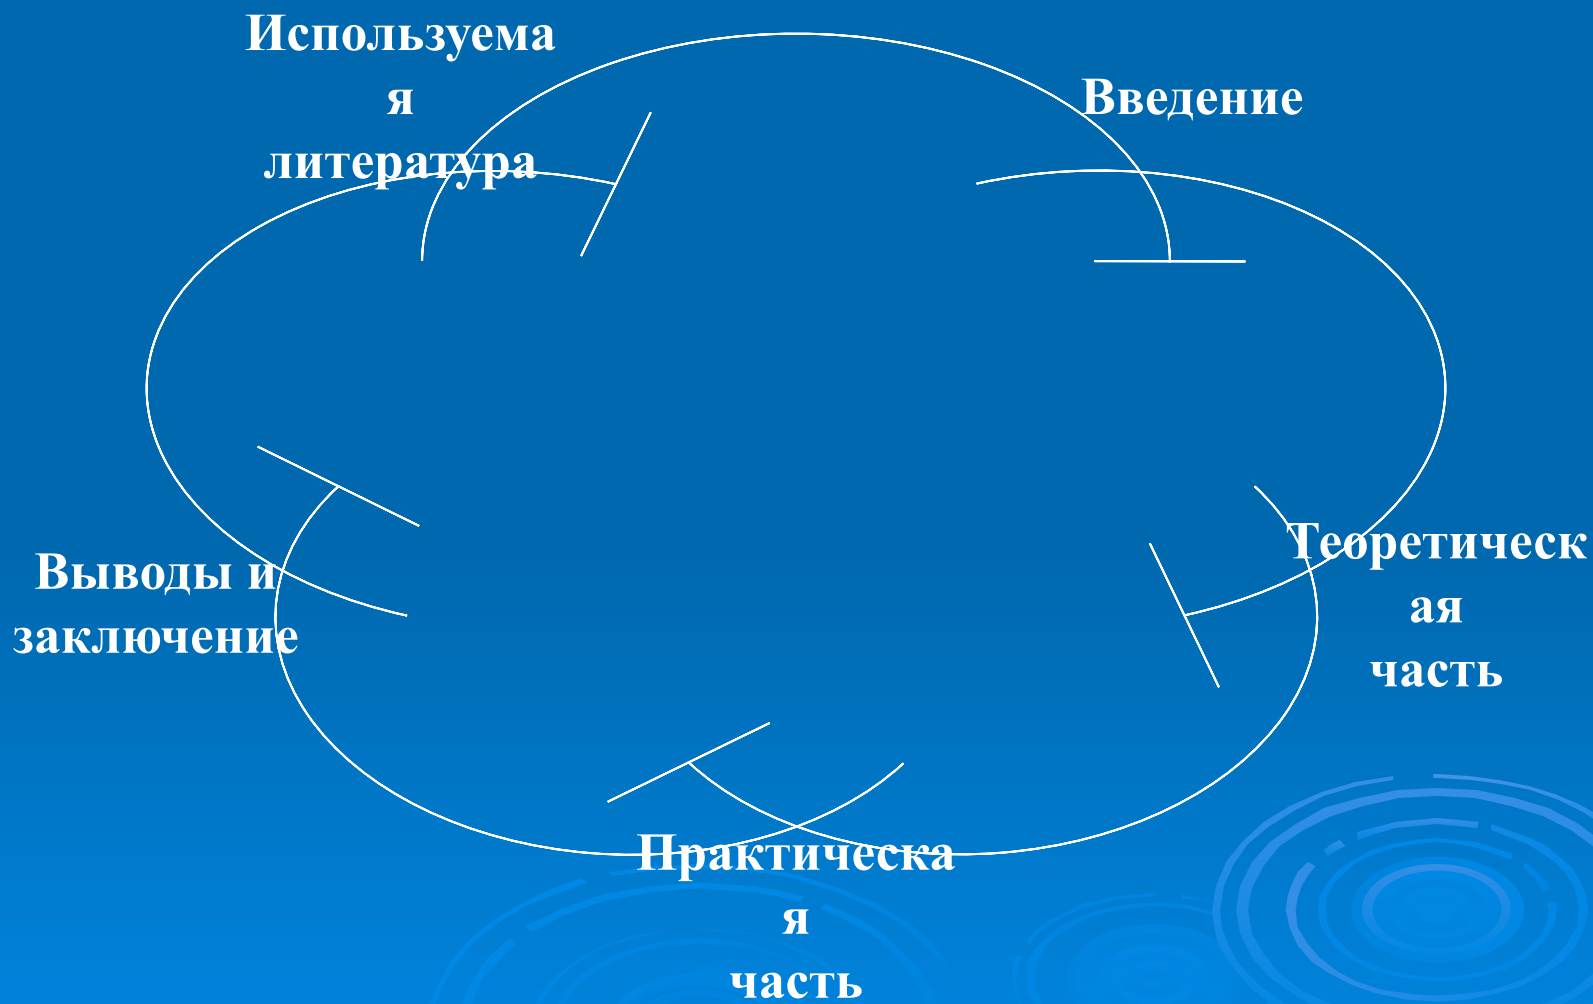 Используема
я
литература
Введение
Теоретическ
ая
часть
Практическа
я
часть
Выводы и
заключение